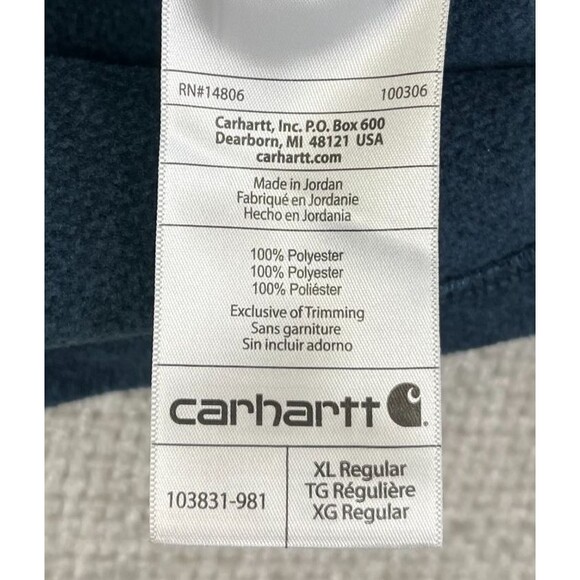 RN#14806 100306
Carhartt, Inc. P.O. Box 600
Dearborn, MI 48121 USA
carhartt.com
Made in Jordan
Fabriqué en Jordanie
Hecho en Jordania
100% Polyester
100% Polyester
100% Poliéster
Exclusive of Trimming
Sans garniture
Sin incluir adorno
carhartt
103831-981
XL Regular
TG Régulière
XG Regular